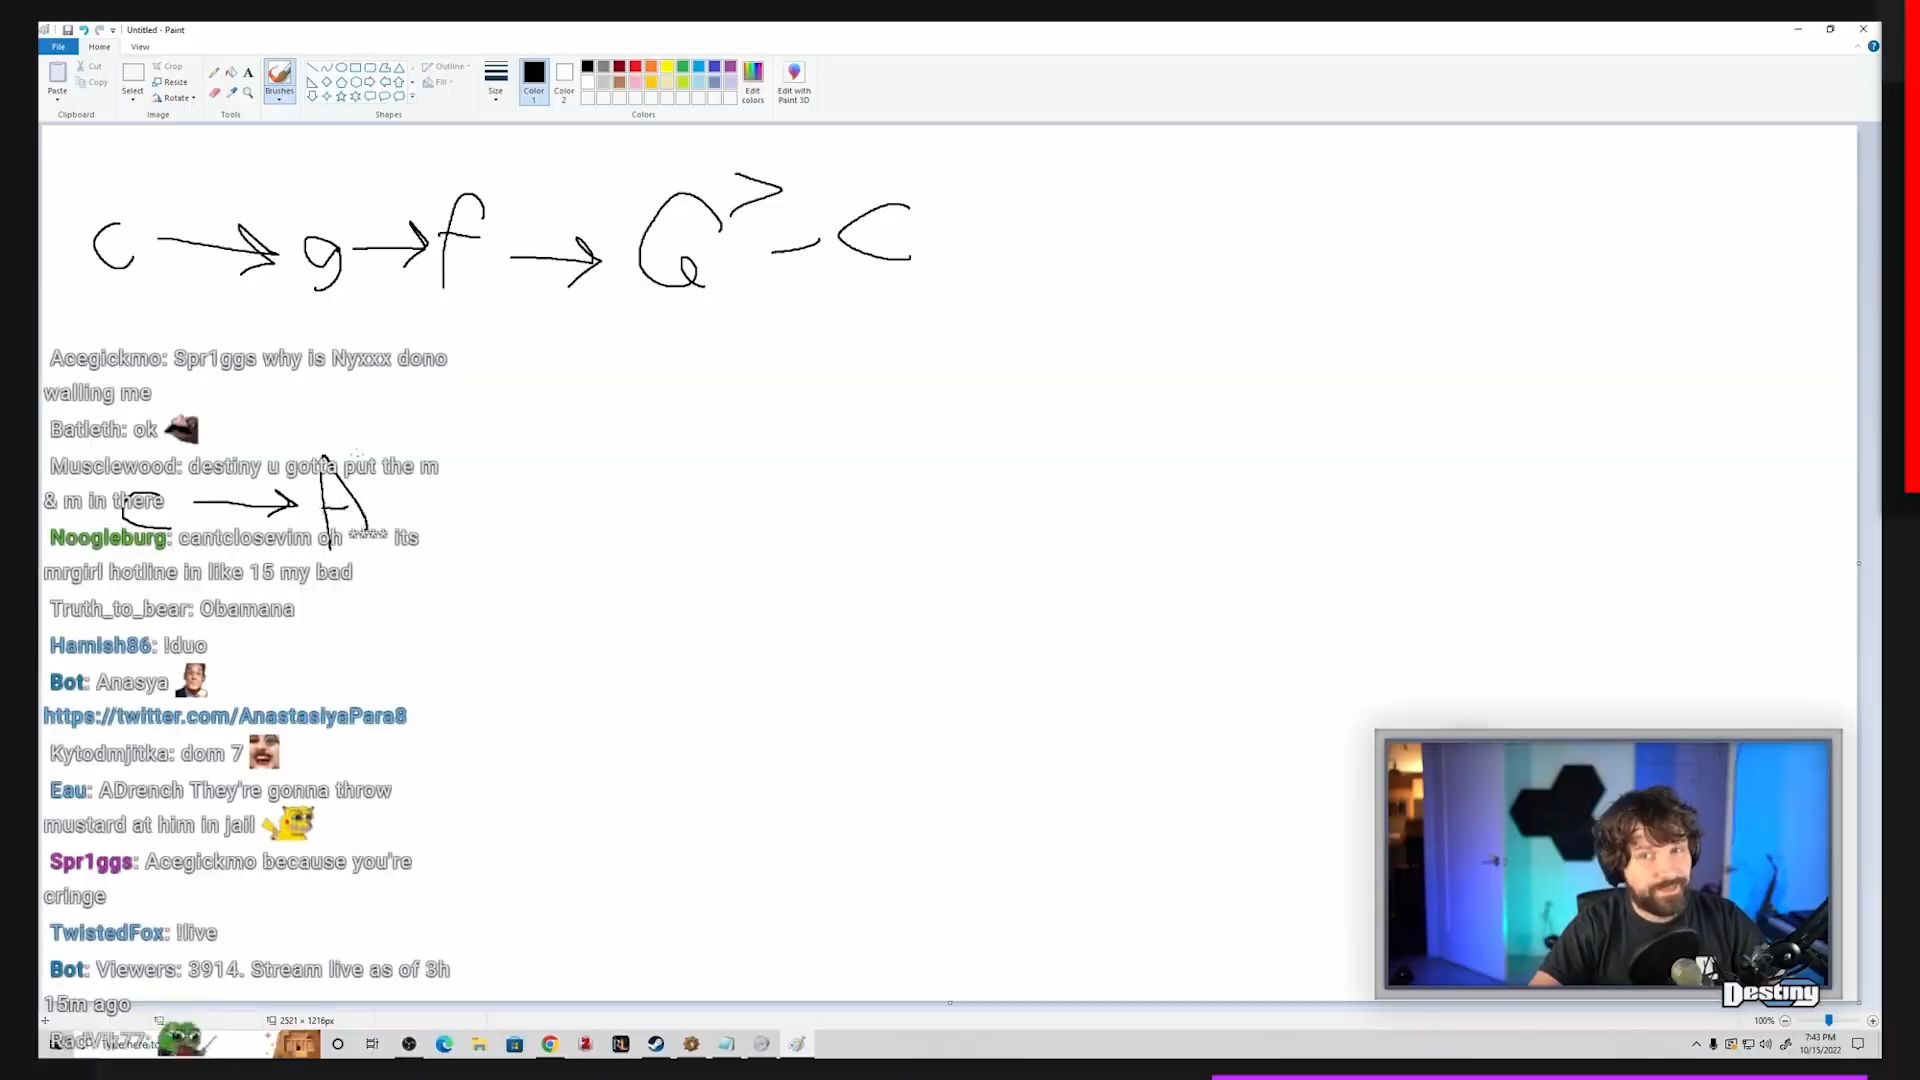 Untitled - Paint
File Home View
Paste
Cut
Copy
Clipboard
Select
Crop
Resize
Rotate
Image
A
Tools
Brushes
Outline
Fill
Shapes
Size
Color 1
Color 2
Edit colors
Edit with Paint 3D
Colors
c → g → f → G > - C
Acegickmo: Spr1ggs why is Nyxxx dono
walling me
Batleth: ok
Musclewood: destiny u gotta put the m
& m in there
C → A
Noogleburg: cantclosevim oh **** its
mrgirl hotline in like 15 my bad
Truth_to_bear: Obamana
Hamish86: !duo
Bot: Anasya
https://twitter.com/AnastasiyaPara8
Kytodmjitka: dom 7
Eau: ADrench They're gonna throw
mustard at him in jail
Spr1ggs: Acegickmo because you're
cringe
TwistedFox: !live
Bot: Viewers: 3914. Stream live as of 3h
15m ago
Destiny
2521 × 1216px
100%
Type here to
7:43 PM
10/15/2022